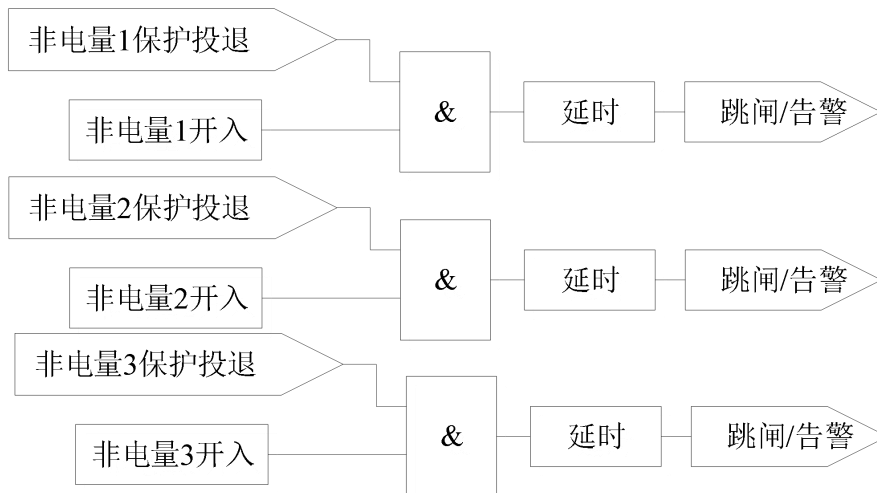 非电量1保护投退
&
延时
跳闸/告警
非电量1开入
非电量2保护投退
&
延时
跳闸/告警
非电量2开入
非电量3保护投退
&
延时
跳闸/告警
非电量3开入